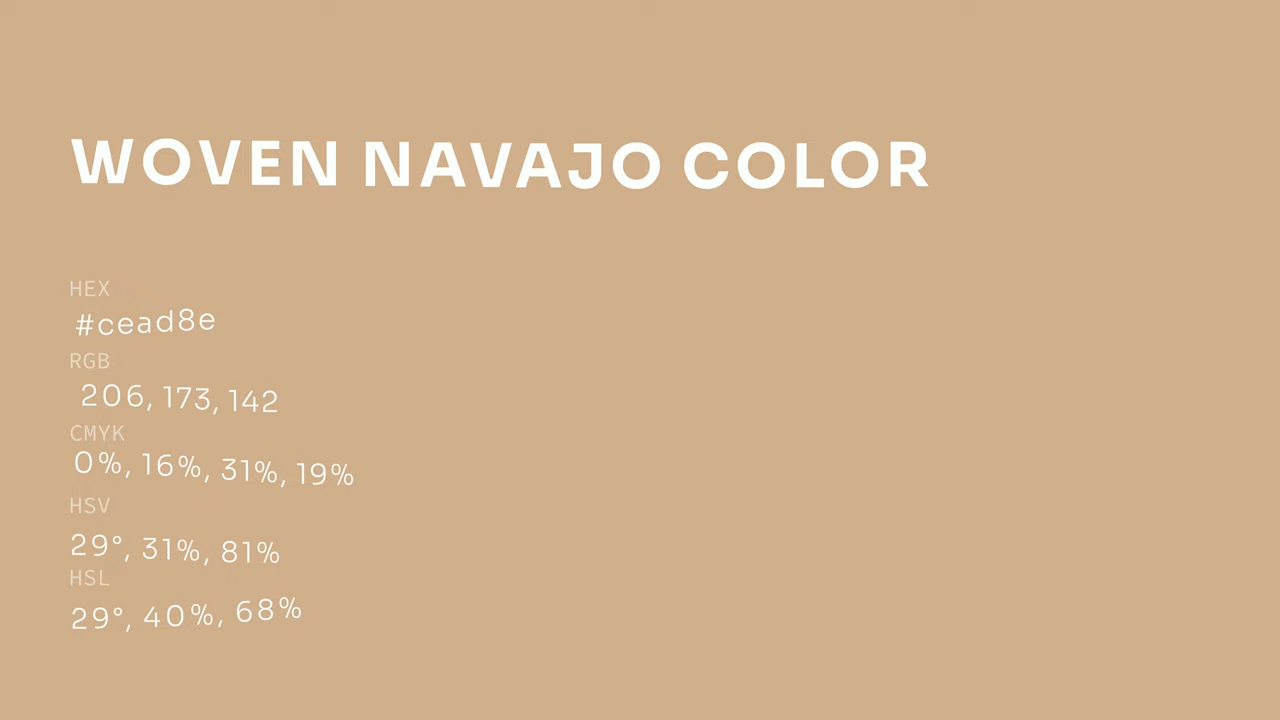 WOVEN NAVAJO COLOR
HEX
#cead8e
RGB
206, 173, 142
CMYK
0%, 16%, 31%, 19%
HSV
29°, 31%, 81%
HSL
29°, 40%, 68%